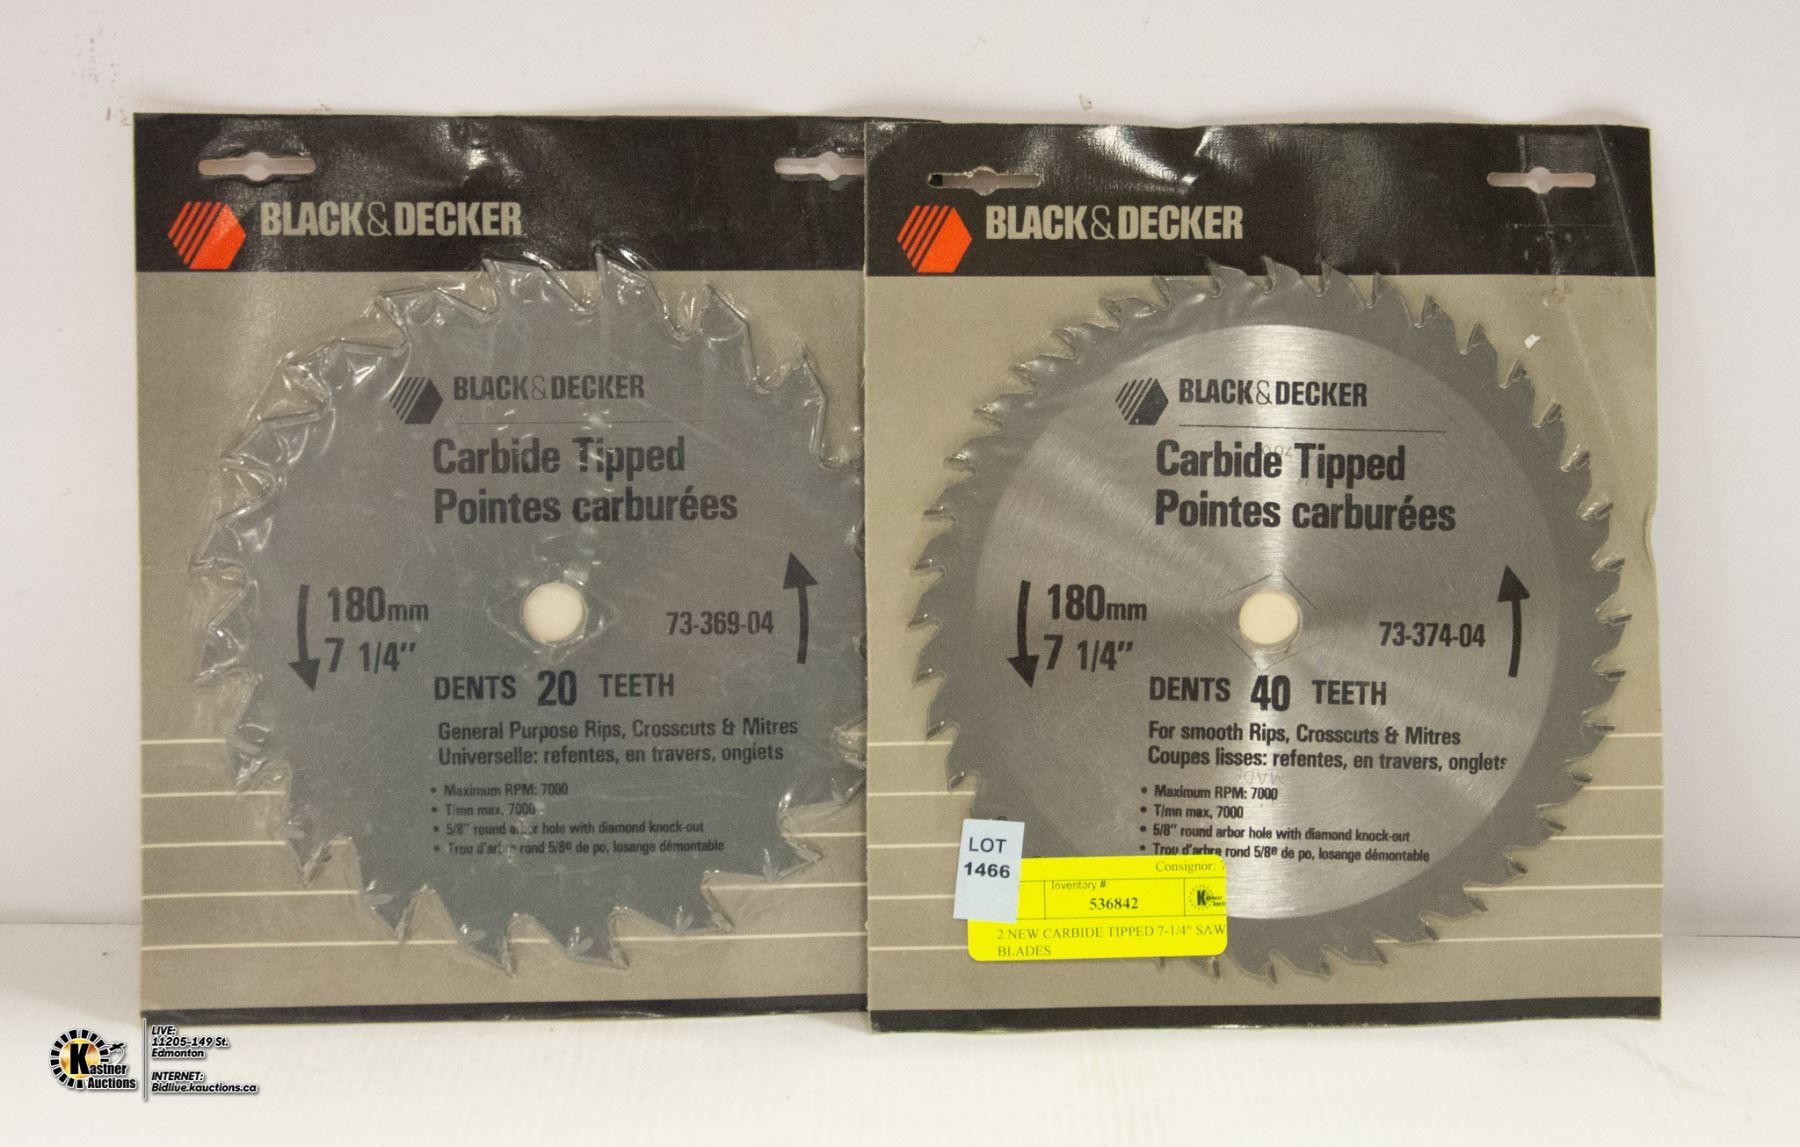 BLACK&DECKER
BLACK&DECKER
Carbide Tipped
Pointes carburées
180mm
7 1/4"
73-369-04
DENTS 20 TEETH
General Purpose Rips, Crosscuts & Mitres
Universelle: refentes, en travers, onglets
• Maximum RPM: 7000
• T/mn max. 7000
• 5/8" round arbor hole with diamond knock-out
• Trou d'arbre rond 5/8e de po, losange démontable
BLACK&DECKER
BLACK&DECKER
Carbide Tipped
Pointes carburées
180mm
7 1/4"
73-374-04
DENTS 40 TEETH
For smooth Rips, Crosscuts & Mitres
Coupes lisses: refentes, en travers, onglets
• Maximum RPM: 7000
• T/mn max, 7000
• 5/8" round arbor hole with diamond knock-out
• Trou d'arbre rond 5/8e de po, losange démontable
LOT
1466
Consignor:
Inventory #:
536842
2 NEW CARBIDE TIPPED 7-1/4" SAW
BLADES
Kastner
Auctions
LIVE:
11205-149 St.
Edmonton
INTERNET:
Bidlive.kauctions.ca